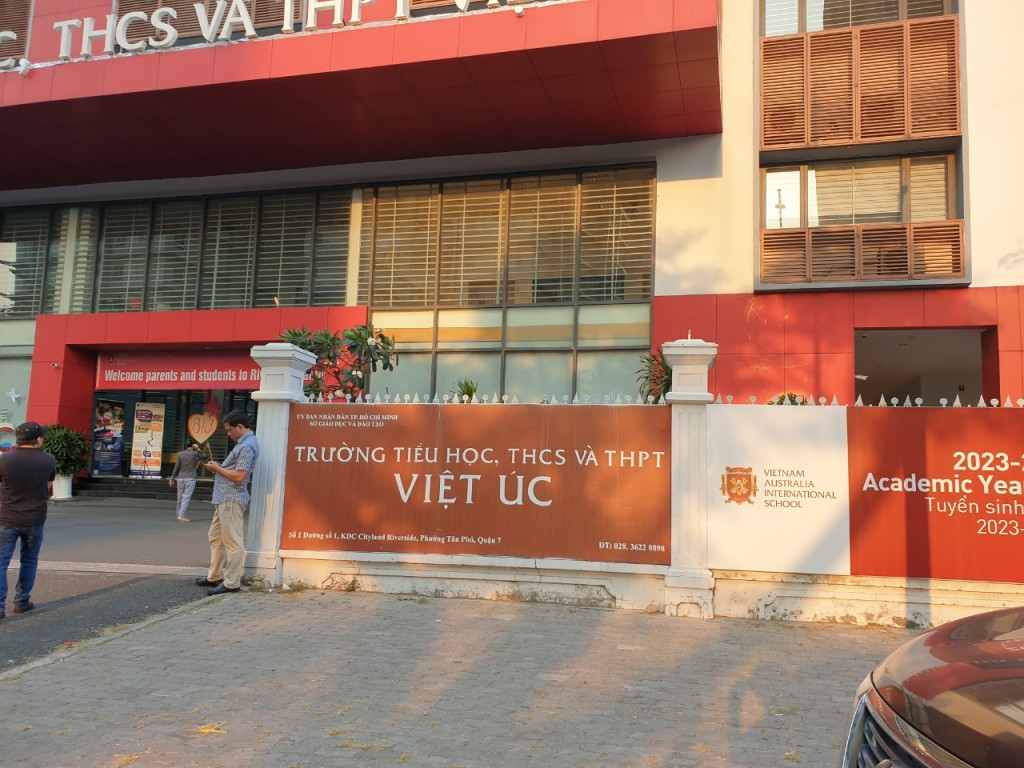 C, THCS VÀ THPT VIỆ
Welcome parents and students to Ri
ỦY BAN NHÂN DÂN TP. HỒ CHÍ MINH
SỞ GIÁO DỤC VÀ ĐÀO TẠO
TRƯỜNG TIỂU HỌC, THCS VÀ THPT
VIỆT ÚC
Số 1 Đường số 1, KDC Cityland Riverside, Phường Tân Phú, Quận 7
ĐT: 028. 3622 0898
VIETNAM
AUSTRALIA
INTERNATIONAL
SCHOOL
2023-2
Academic Yea
Tuyển sinh
2023-